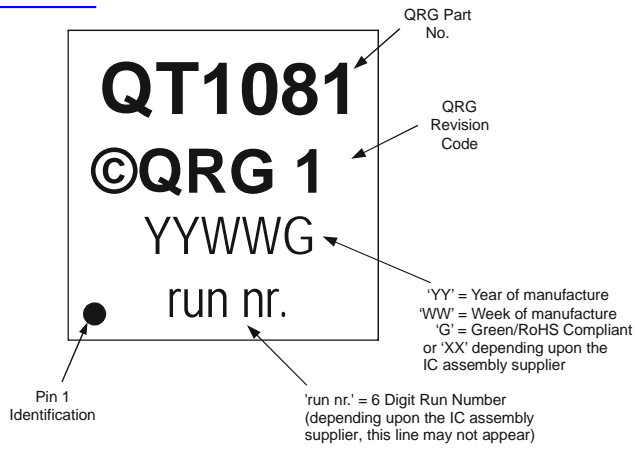 QRG Part
No.
QT1081
QRG
Revision
Code
©QRG 1
YYWWG
'YY' = Year of manufacture
'WW' = Week of manufacture
'G' = Green/RoHS Compliant
or 'XX' depending upon the
IC assembly supplier
run nr.
Pin 1
Identification
'run nr.' = 6 Digit Run Number
(depending upon the IC assembly
supplier, this line may not appear)